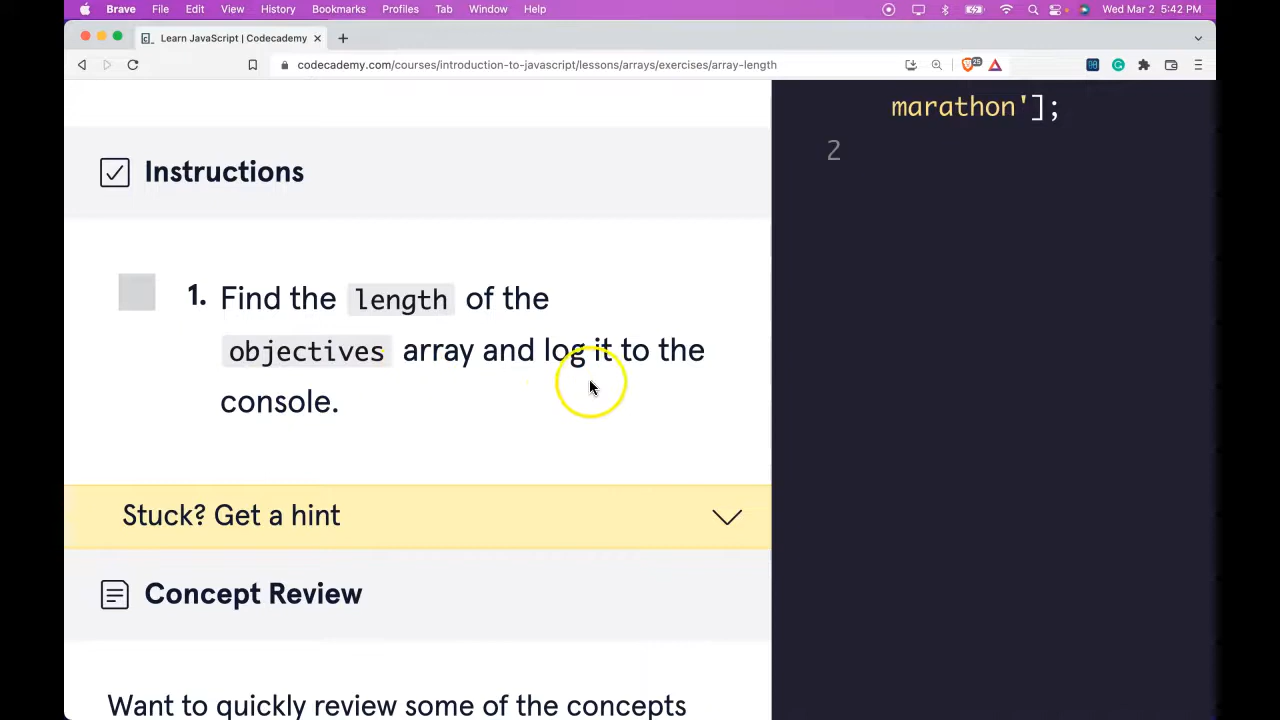 Brave File Edit View History Bookmarks Profiles Tab Window Help Wed Mar 2 5:42 PM
Learn JavaScript | Codecademy
codecademy.com/courses/introduction-to-javascript/lessons/arrays/exercises/array-length 25
marathon'];
2
Instructions
1. Find the length of the
objectives array and log it to the
console.
Stuck? Get a hint
Concept Review
Want to quickly review some of the concepts